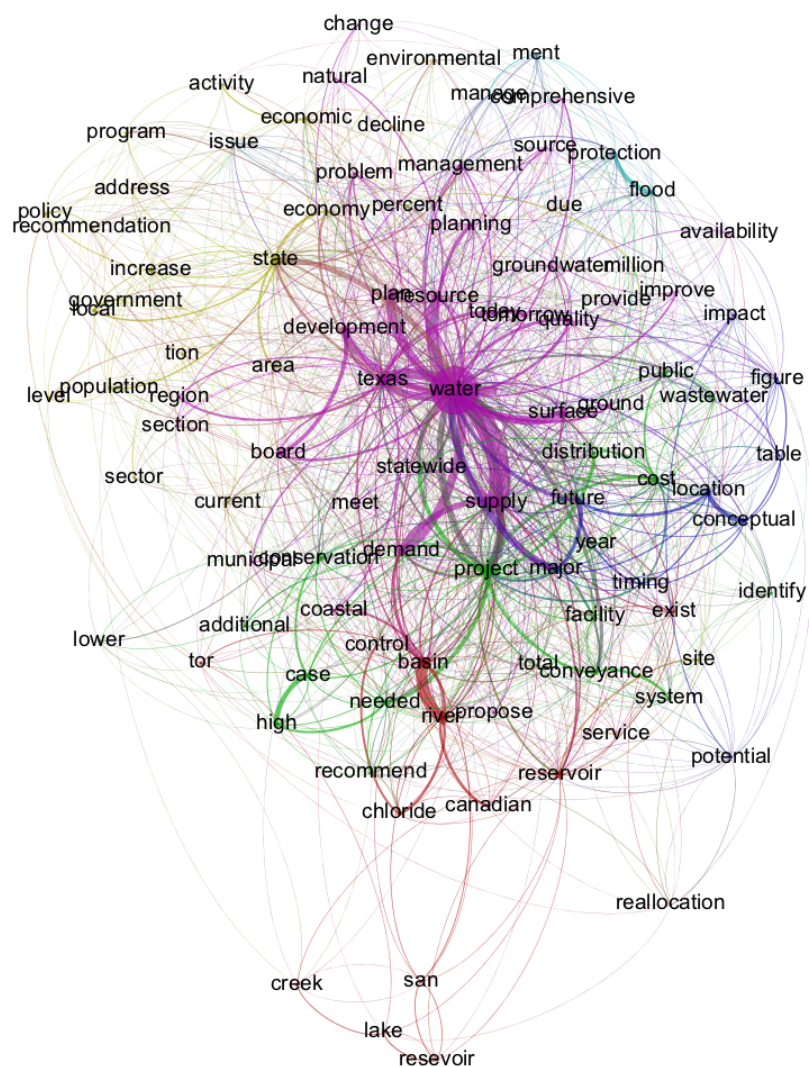 change
environmental
ment
natural
activity
manage
comprehensive
economic
decline
program
issue
source
protection
management
problem
address
flood
economy
percent
due
policy
recommendation
planning
availability
state
increase
groundwater
million
plan
resource
government
local
provide
improve
today
tomorrow
quality
impact
development
tion
area
public
texas
water
figure
level
population
region
wastewater
surface
ground
section
board
distribution
table
statewide
sector
cost
location
current
meet
supply
future
conceptual
demand
year
municipal
conservation
project
major
timing
identify
additional
coastal
facility
exist
lower
control
tor
basin
total
conveyance
site
case
needed
system
high
river
propose
service
potential
recommend
reservoir
chloride
canadian
reallocation
creek
san
lake
resevoir